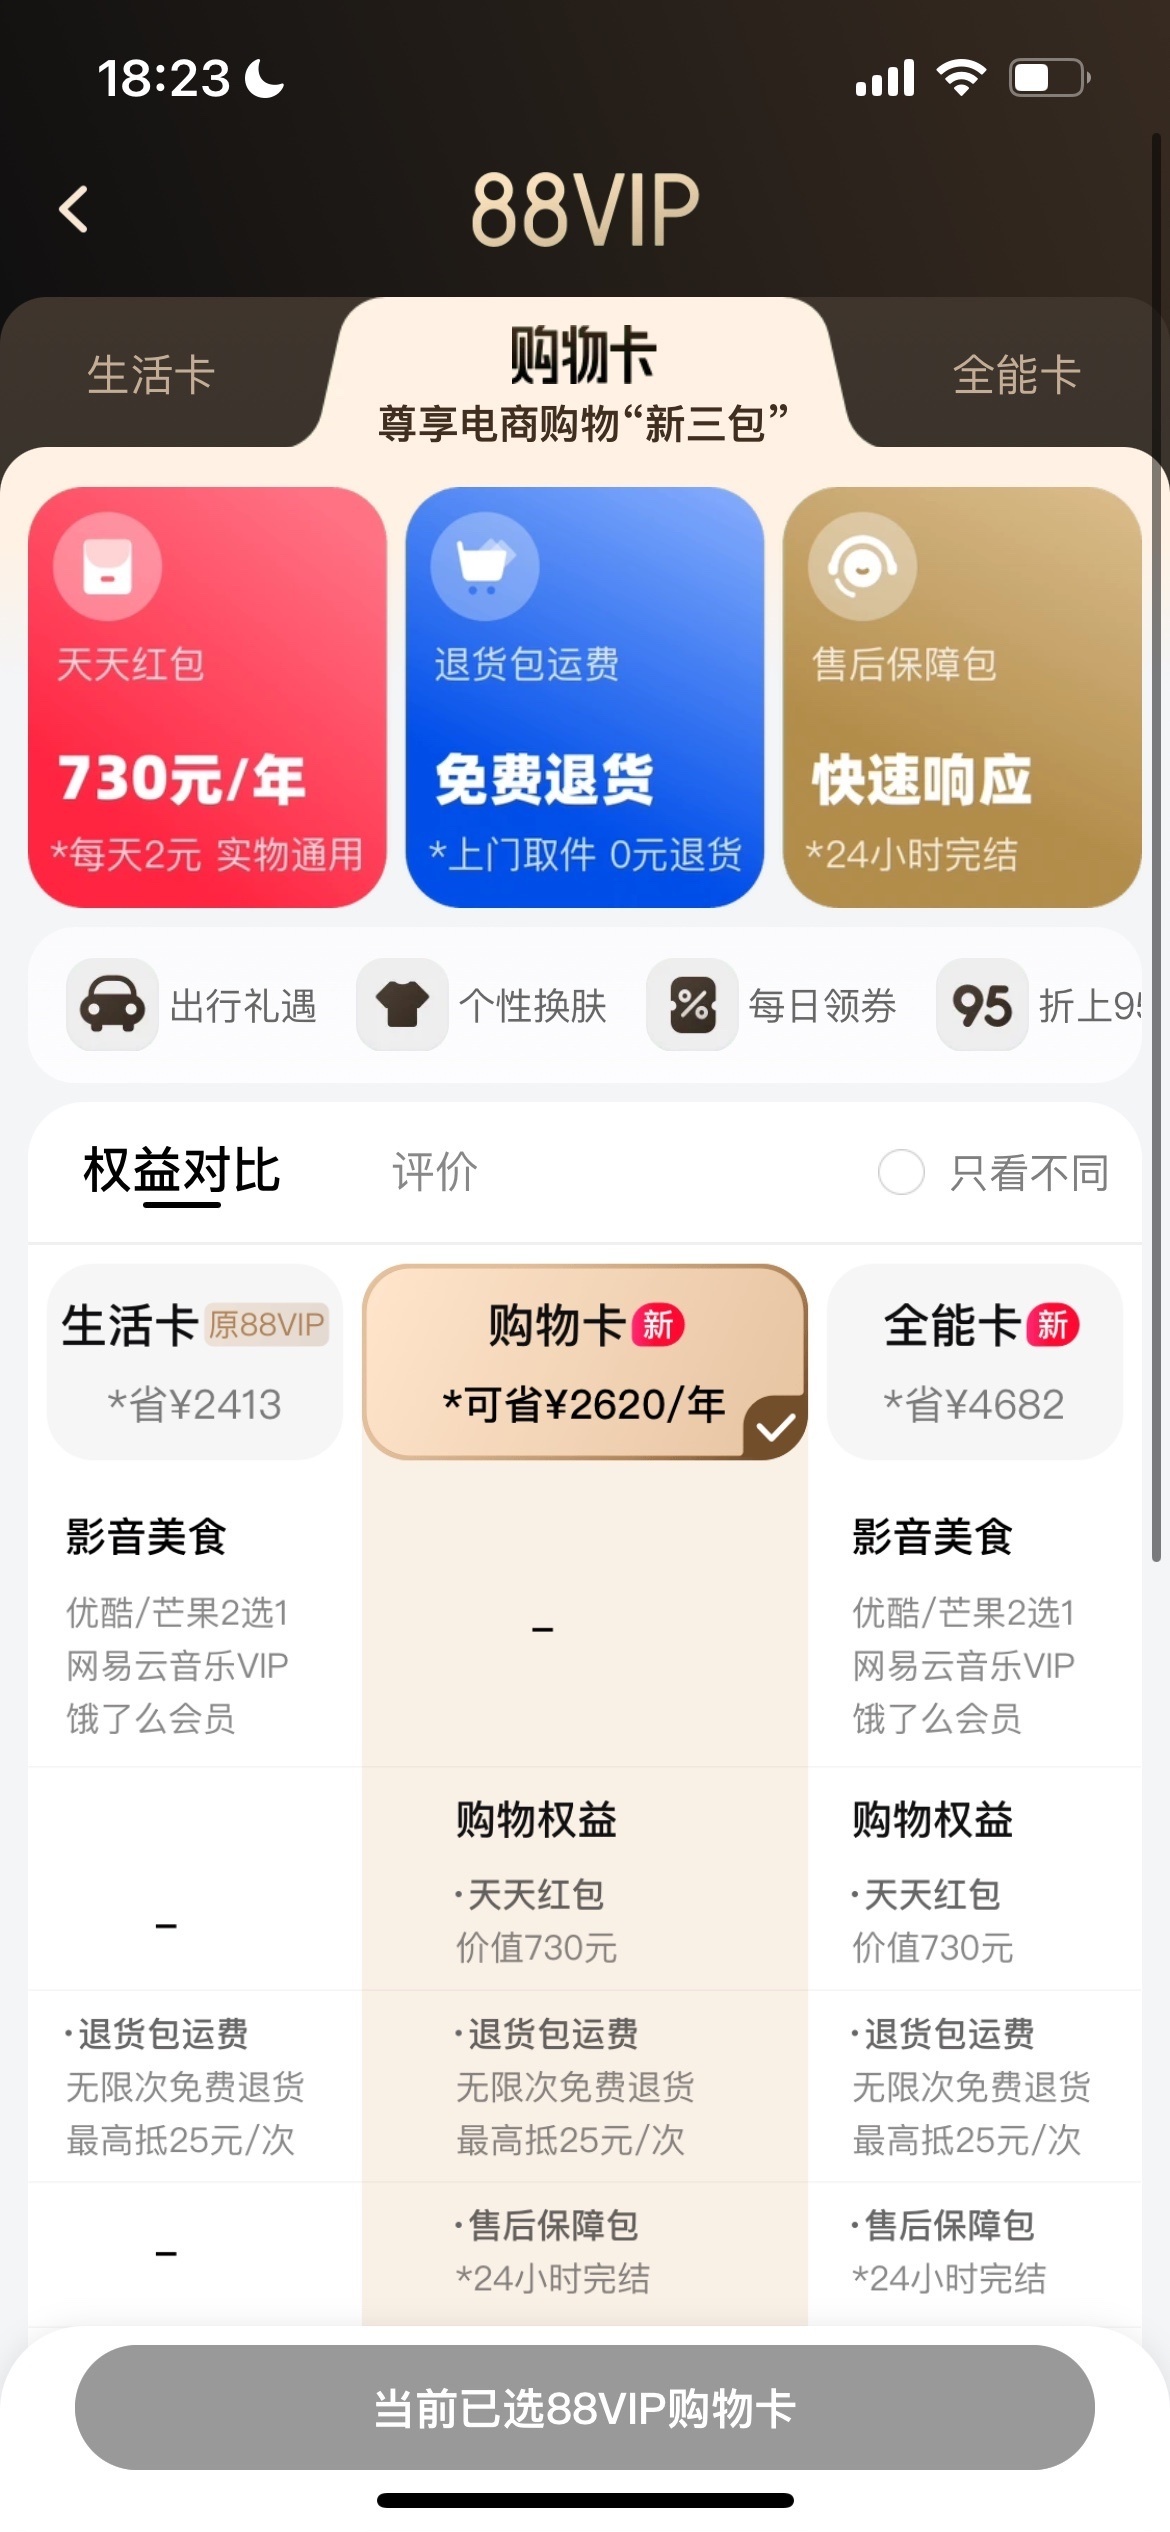 18:23
88VIP
生活卡
购物卡
全能卡
尊享电商购物“新三包”
天天红包
730元/年
*每天2元 实物通用
退货包运费
免费退货
*上门取件 0元退货
售后保障包
快速响应
*24小时完结
出行礼遇
个性换肤
每日领券
95
折上95
权益对比
评价
只看不同
生活卡 原88VIP
*省¥2413
购物卡 新
*可省¥2620/年
全能卡 新
*省¥4682
影音美食
优酷/芒果2选1
网易云音乐VIP
饿了么会员
–
影音美食
优酷/芒果2选1
网易云音乐VIP
饿了么会员
–
购物权益
·天天红包
价值730元
购物权益
·天天红包
价值730元
·退货包运费
无限次免费退货
最高抵25元/次
·退货包运费
无限次免费退货
最高抵25元/次
·退货包运费
无限次免费退货
最高抵25元/次
–
·售后保障包
*24小时完结
·售后保障包
*24小时完结
当前已选88VIP购物卡